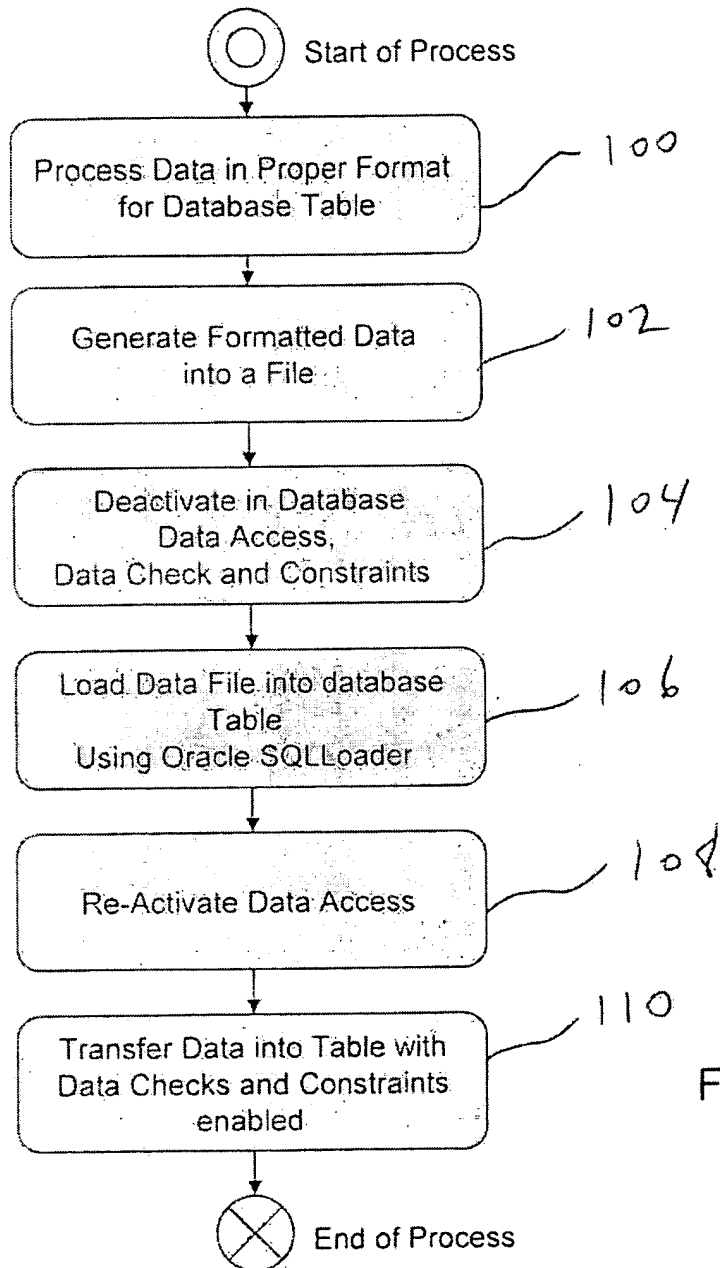 Start of Process
Process Data in Proper Format
for Database Table
100
Generate Formatted Data
into a File
102
Deactivate in Database
Data Access,
Data Check and Constraints
104
Load Data File into database
Table
Using Oracle SQLLoader
106
Re-Activate Data Access
108
Transfer Data into Table with
Data Checks and Constraints
enabled
110
F
End of Process